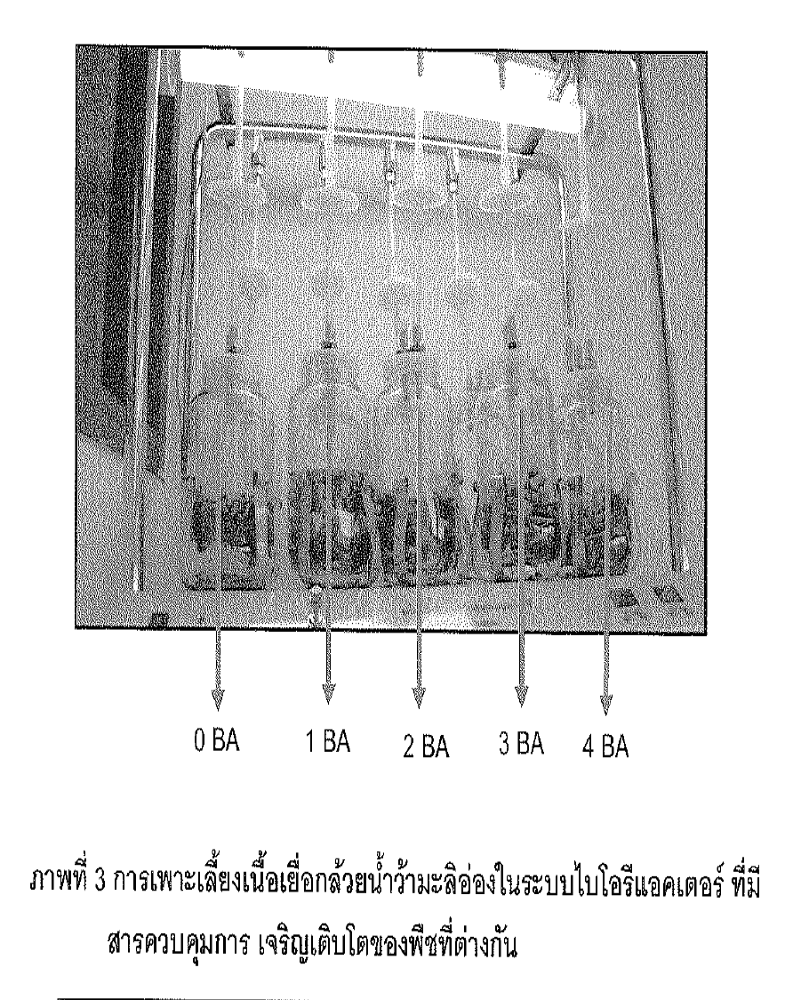 0 BA 1 BA 2 BA 3 BA 4 BA
ภาพที่ 3 การเพาะเลี้ยงเนื้อเยื่อกล้วยน้ำว้ามะลิอ่องในระบบไบโอรีแอคเตอร์ ที่มี
สารควบคุมการ เจริญเติบโตของพืชที่ต่างกัน